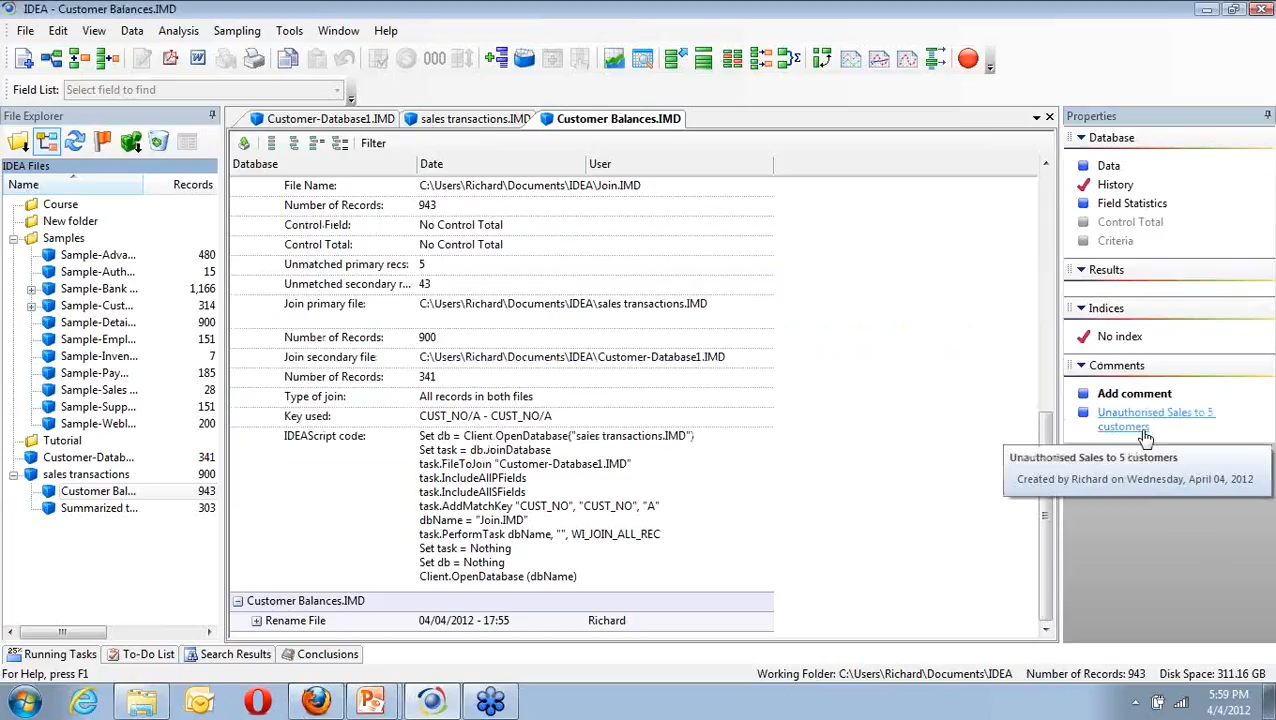 IDEA - Customer Balances.IMD
File Edit View Data Analysis Sampling Tools Window Help
Field List: Select field to find
File Explorer
IDEA Files
Name Records
Course
New folder
Samples
Sample-Adva... 480
Sample-Auth... 15
Sample-Bank ... 1,166
Sample-Cust... 314
Sample-Detai... 900
Sample-Empl... 151
Sample-Inven... 7
Sample-Pay... 185
Sample-Sales ... 28
Sample-Supp... 151
Sample-Webl... 200
Tutorial
Customer-Datab... 341
sales transactions 900
Customer Bal... 943
Summarized t... 303
Customer-Database1.IMD sales transactions.IMD Customer Balances.IMD
Filter
Database Date User
File Name: C:\Users\Richard\Documents\IDEA\Join.IMD
Number of Records: 943
Control Field: No Control Total
Control Total: No Control Total
Unmatched primary recs: 5
Unmatched secondary r... 43
Join primary file: C:\Users\Richard\Documents\IDEA\sales transactions.IMD
Number of Records: 900
Join secondary file: C:\Users\Richard\Documents\IDEA\Customer-Database1.IMD
Number of Records: 341
Type of join: All records in both files
Key used: CUST_NO/A - CUST_NO/A
IDEAScript code: Set db = Client.OpenDatabase("sales transactions.IMD")
Set task = db.JoinDatabase
task.FileToJoin "Customer-Database1.IMD"
task.IncludeAllPFields
task.IncludeAllSFields
task.AddMatchKey "CUST_NO", "CUST_NO", "A"
dbName = "Join.IMD"
task.PerformTask dbName, "", WI_JOIN_ALL_REC
Set task = Nothing
Set db = Nothing
Client.OpenDatabase (dbName)
Customer Balances.IMD
Rename File 04/04/2012 - 17:55 Richard
Properties
Database
Data
History
Field Statistics
Control Total
Criteria
Results
Indices
No index
Comments
Add comment
Unauthorised Sales to 5
customers
Unauthorised Sales to 5 customers
Created by Richard on Wednesday, April 04, 2012
Running Tasks To-Do List Search Results Conclusions
For Help, press F1 Working Folder: C:\Users\Richard\Documents\IDEA Number of Records: 943 Disk Space: 311.16 GB
5:59 PM
4/4/2012